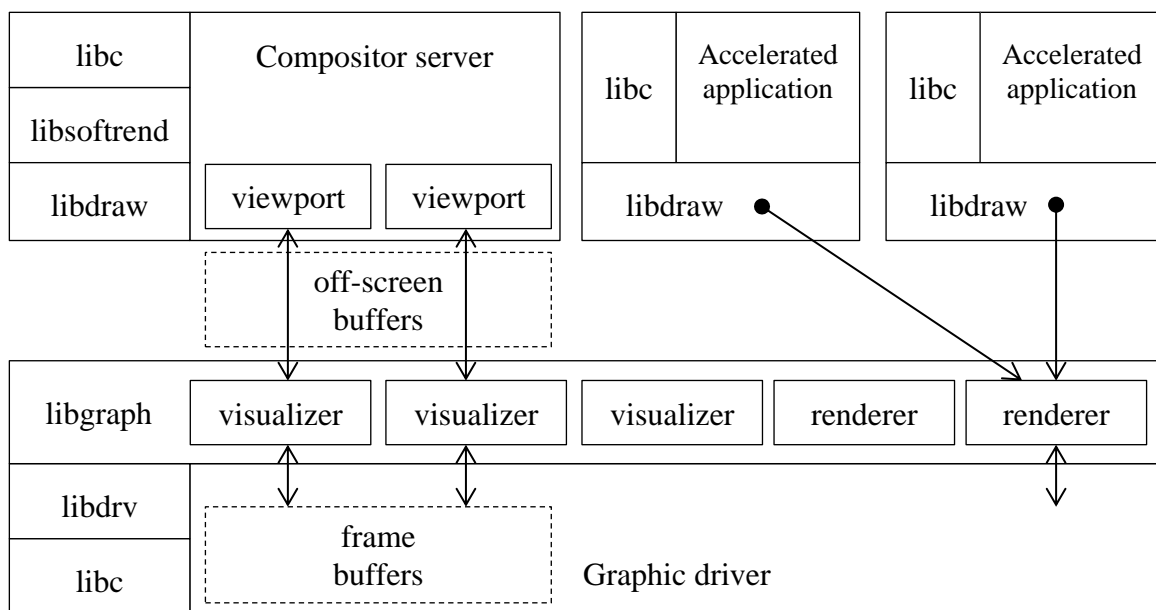 libc
Compositor server
libsoftrend
libdraw
viewport
viewport
libc
Accelerated
application
libdraw
libc
Accelerated
application
libdraw
off-screen
buffers
libgraph
visualizer
visualizer
visualizer
renderer
renderer
libdrv
libc
frame
buffers
Graphic driver